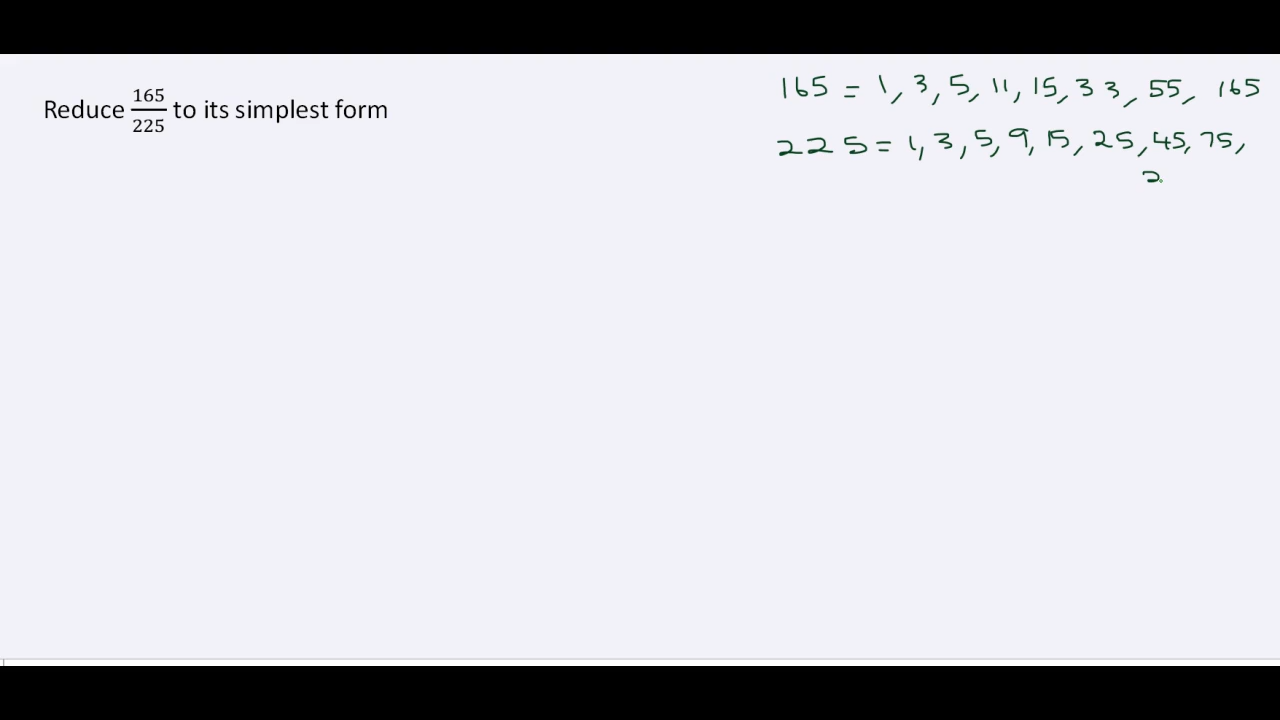 Reduce 165/225 to its simplest form
165 = 1, 3, 5, 11, 15, 33, 55, 165
225 = 1, 3, 5, 9, 15, 25, 45, 75,
2